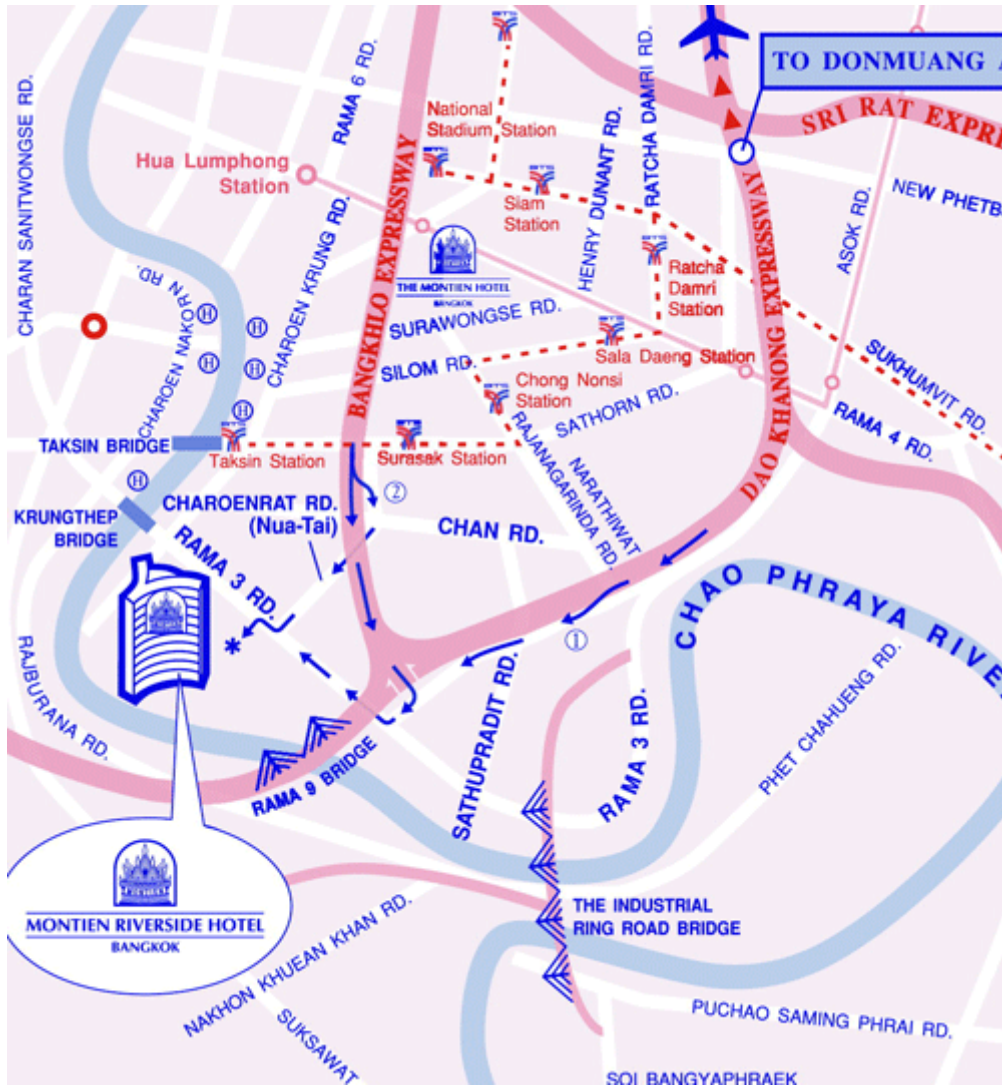 TO DONMUANG A
SRI RAT EXPRE
RAMA 6 RD.
RATCHA DAMRI RD.
CHARAN SANITWONGSE RD.
National
Stadium Station
Hua Lumphong
Station
HENRY DUNANT RD.
NEW PHETB
Siam
Station
ASOK RD.
CHAROEN KRUNG RD.
BANGKHLO EXPRESSWAY
DAO KHANONG EXPRESSWAY
THE MONTIEN HOTEL
BANGKOK
Ratcha
Damri
Station
CHAROEN NAKORN RD.
H
H
H
H
H
SURAWONGSE RD.
SILOM RD.
Sala Daeng Station
SUKHUMVIT RD.
Chong Nonsi
Station
SATHORN RD.
RAMA 4 RD.
TAKSIN BRIDGE
Taksin Station
Surasak Station
RAJANAGARINDA RD.
NARATHIWAT
H
KRUNGTHEP
BRIDGE
CHAROENRAT RD.
(Nua-Tai)
2
CHAN RD.
RAMA 3 RD.
CHAO PHRAYA RIVE
*
1
RAJBURANA RD.
SATHUPRADIT RD.
RAMA 3 RD.
PHET CHAHUENG RD.
RAMA 9 BRIDGE
MONTIEN
MONTIEN RIVERSIDE HOTEL
BANGKOK
THE INDUSTRIAL
RING ROAD BRIDGE
NAKHON KHUEAN KHAN RD.
SUKSAWAT
PUCHAO SAMING PHRAI RD.
SOI BANGYAPHRAEK